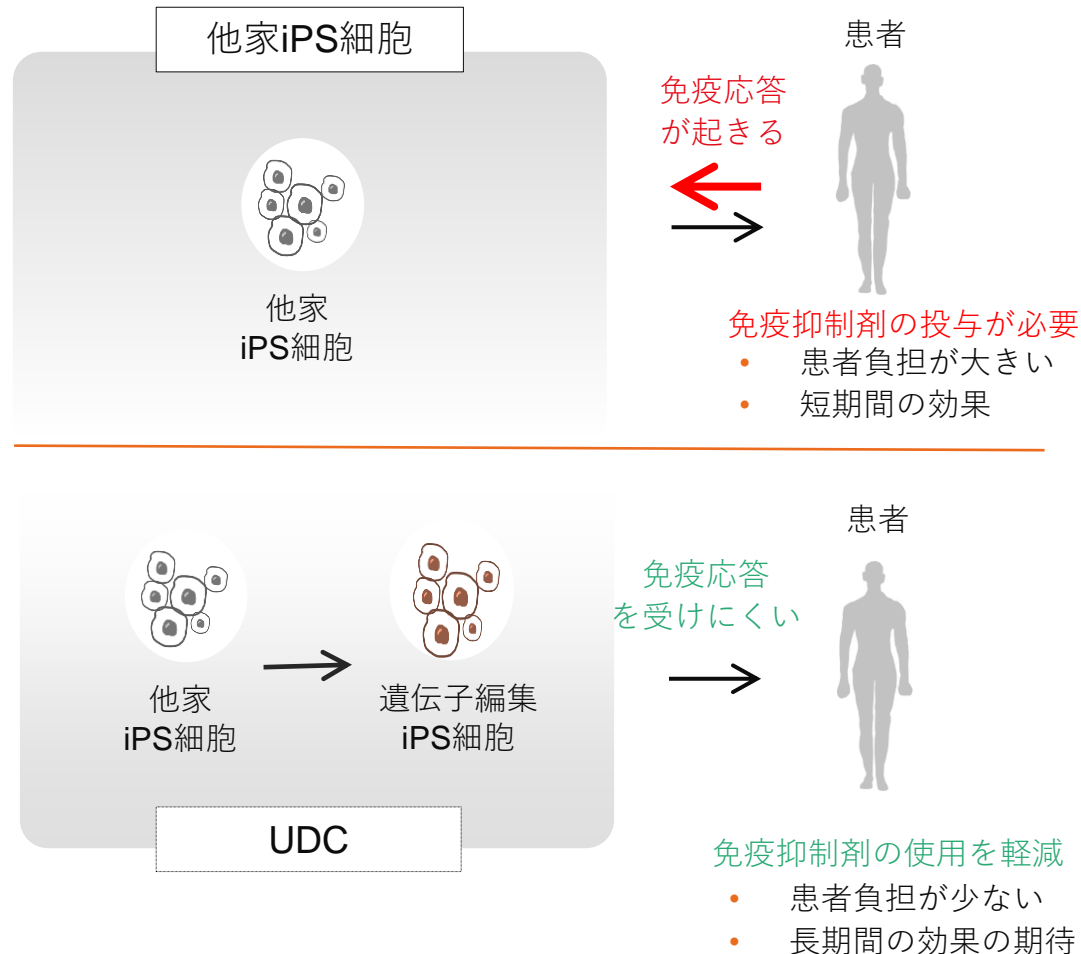 他家iPS細胞
患者
免疫応答
が起きる
他家
iPS細胞
免疫抑制剤の投与が必要
• 患者負担が大きい
• 短期間の効果
患者
免疫応答
を受けにくい
他家
iPS細胞
遺伝子編集
iPS細胞
UDC
免疫抑制剤の使用を軽減
• 患者負担が少ない
• 長期間の効果の期待